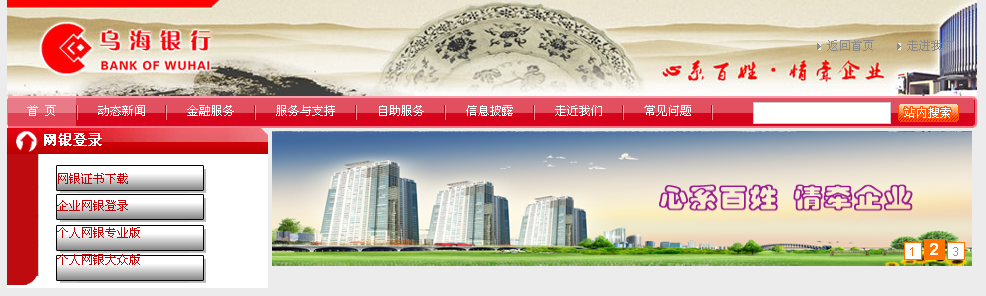 乌海银行
BANK OF WUHAI
返回首页 走进我
心系百姓·情牵企业
首 页 动态新闻 金融服务 服务与支持 自助服务 信息披露 走近我们 常见问题 站内搜索
网银登录
网银证书下载
企业网银登录
个人网银专业版
个人网银大众版
心系百姓 情牵企业
1 2 3